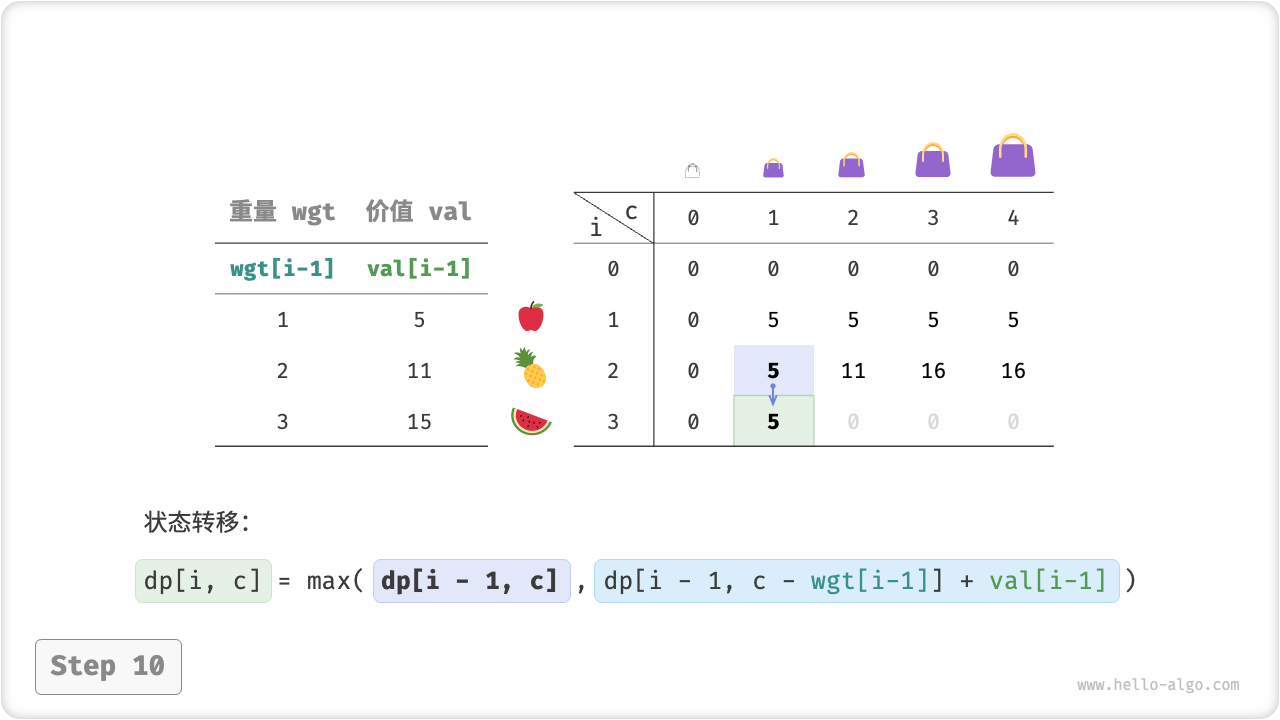 重量 wgt 价值 val
wgt[i-1] val[i-1]
1 5
2 11
3 15
i c 0 1 2 3 4
0 0 0 0 0 0
1 0 5 5 5 5
2 0 5 11 16 16
3 0 5 0 0 0
状态转移：
dp[i, c] = max( dp[i - 1, c] , dp[i - 1, c - wgt[i-1]] + val[i-1] )
Step 10
www.hello-algo.com